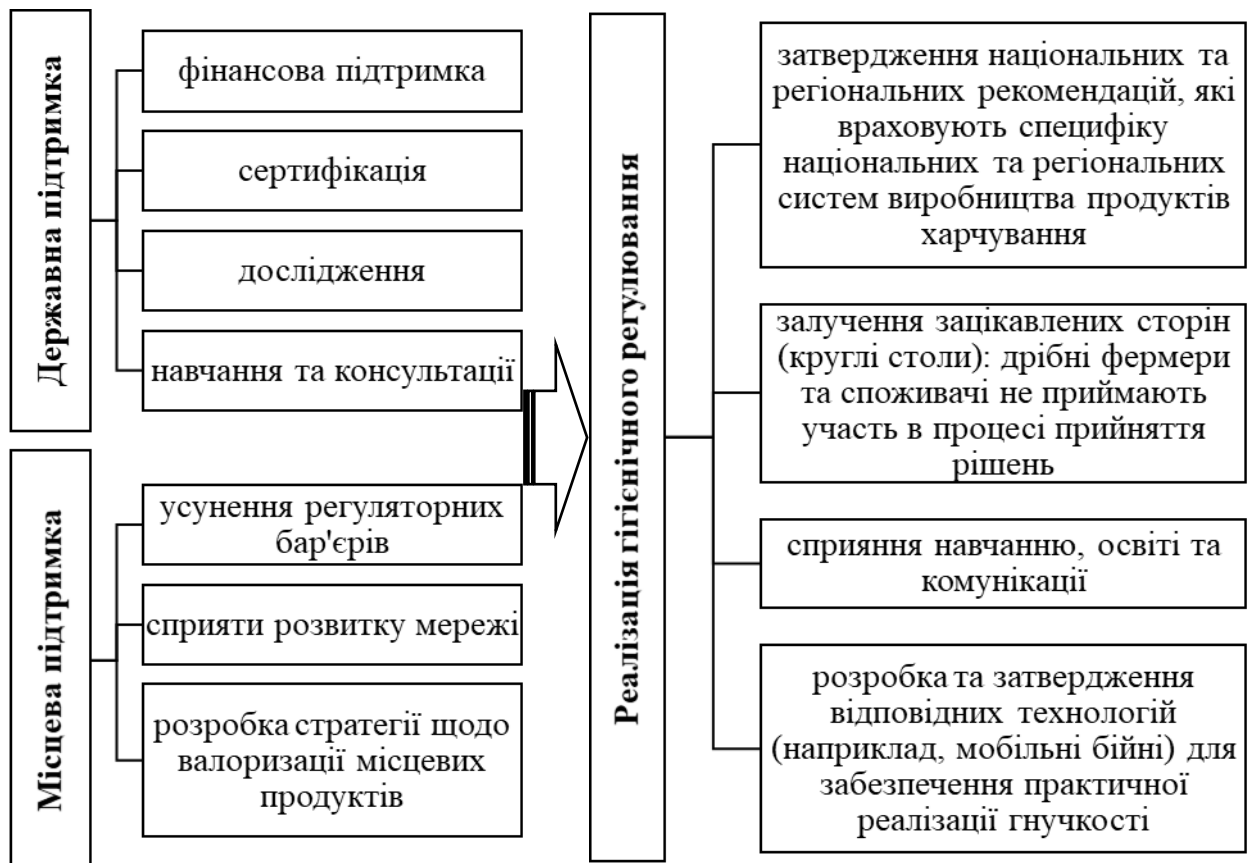 Державна підтримка
фінансова підтримка
сертифікація
дослідження
навчання та консультації
Місцева підтримка
усунення регуляторних
бар'єрів
сприяти розвитку мережі
розробка стратегії щодо
валоризації місцевих
продуктів
Реалізація гігієнічного регулювання
затвердження національних та
регіональних рекомендацій, які
враховують специфіку
національних та регіональних
систем виробництва продуктів
харчування
залучення зацікавлених сторін
(круглі столи): дрібні фермери
та споживачі не приймають
участь в процесі прийняття
рішень
сприяння навчанню, освіті та
комунікації
розробка та затвердження
відповідних технологій
(наприклад, мобільні бійні) для
забезпечення практичної
реалізації гнучкості